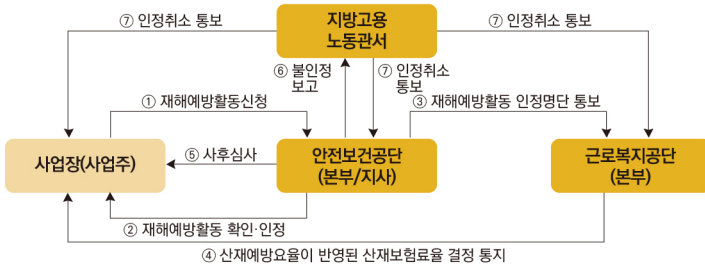 ⑦ 인정취소 통보
지방고용
노동관서
⑦ 인정취소 통보
⑥ 불인정
보고
⑦ 인정취소
통보
① 재해예방활동신청
③ 재해예방활동 인정명단 통보
사업장(사업주)
⑤ 사후심사
안전보건공단
(본부/지사)
근로복지공단
(본부)
② 재해예방활동 확인·인정
④ 산재예방요율이 반영된 산재보험료율 결정 통지